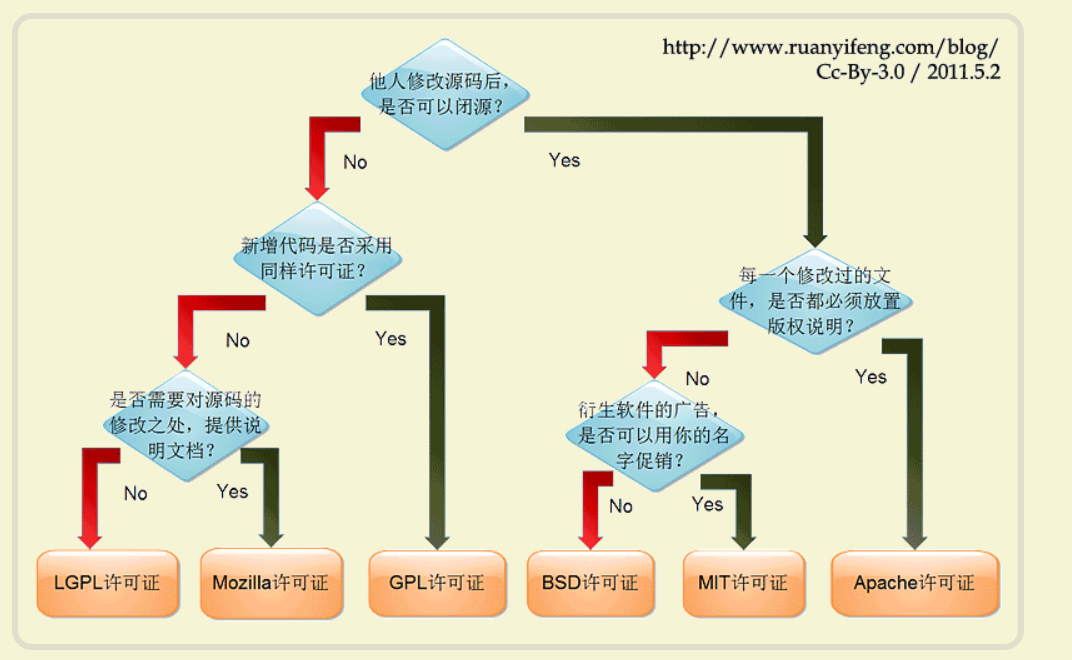 http://www.ruanyifeng.com/blog/
Cc-By-3.0 / 2011.5.2
他人修改源码后，
是否可以闭源？
No
Yes
新增代码是否采用
同样许可证？
每一个修改过的文
件，是否都必须放置
版权说明？
No
Yes
No
Yes
是否需要对源码的
修改之处，提供说
明文档？
衍生软件的广告，
是否可以用你的名
字促销？
No
Yes
No
Yes
LGPL许可证
Mozilla许可证
GPL许可证
BSD许可证
MIT许可证
Apache许可证